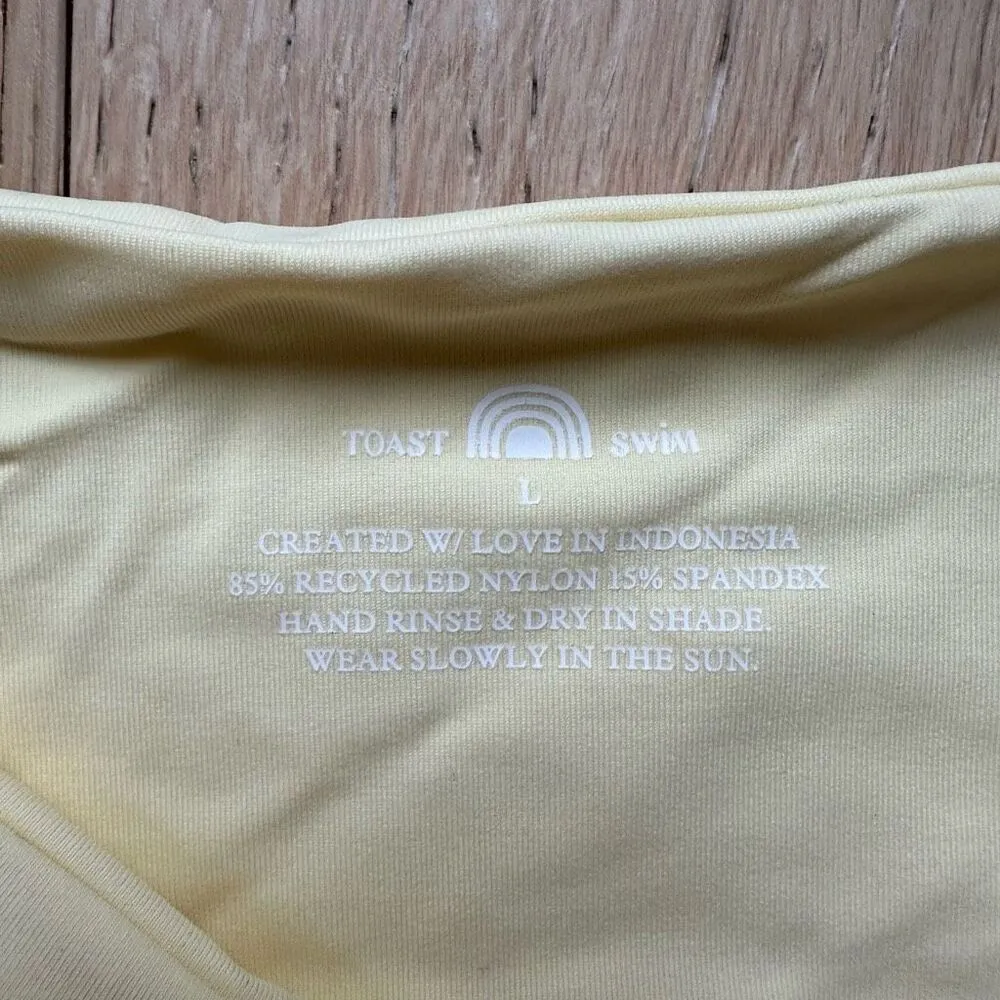 TOAST SWiM
L
CREATED W/ LOVE IN INDONESIA
85% RECYCLED NYLON 15% SPANDEX
HAND RINSE & DRY IN SHADE.
WEAR SLOWLY IN THE SUN.